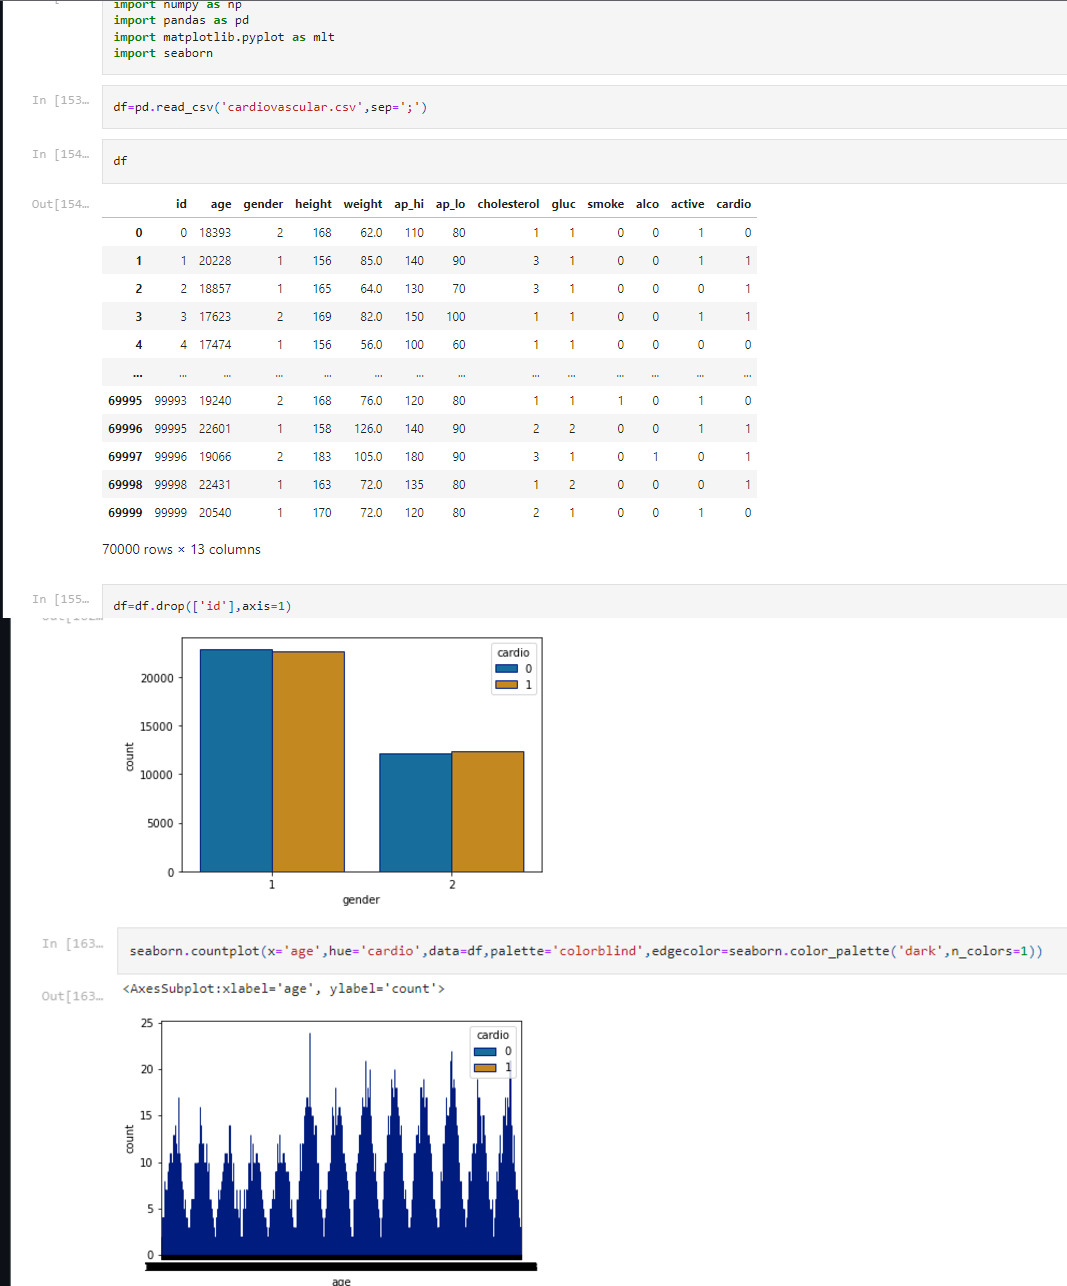 import numpy as np
import pandas as pd
import matplotlib.pyplot as mlt
import seaborn
In [153…
df=pd.read_csv('cardiovascular.csv',sep=';')
In [154…
df
Out[154…
id age gender height weight ap_hi ap_lo cholesterol gluc smoke alco active cardio
0 0 18393 2 168 62.0 110 80 1 1 0 0 1 0
1 1 20228 1 156 85.0 140 90 3 1 0 0 1 1
2 2 18857 1 165 64.0 130 70 3 1 0 0 0 1
3 3 17623 2 169 82.0 150 100 1 1 0 0 1 1
4 4 17474 1 156 56.0 100 60 1 1 0 0 0 0
... ... ... ... ... ... ... ... ... ... ... ... ... ...
69995 99993 19240 2 168 76.0 120 80 1 1 1 0 1 0
69996 99995 22601 1 158 126.0 140 90 2 2 0 0 1 1
69997 99996 19066 2 183 105.0 180 90 3 1 0 1 0 1
69998 99998 22431 1 163 72.0 135 80 1 2 0 0 0 1
69999 99999 20540 1 170 72.0 120 80 2 1 0 0 1 0
70000 rows × 13 columns
In [155…
df=df.drop(['id'],axis=1)
cardio
0
1
20000
15000
10000
5000
0
count
1 2
gender
In [163…
seaborn.countplot(x='age',hue='cardio',data=df,palette='colorblind',edgecolor=seaborn.color_palette('dark',n_colors=1))
Out[163…
<AxesSubplot:xlabel='age', ylabel='count'>
cardio
0
1
25
20
15
10
5
0
count
age